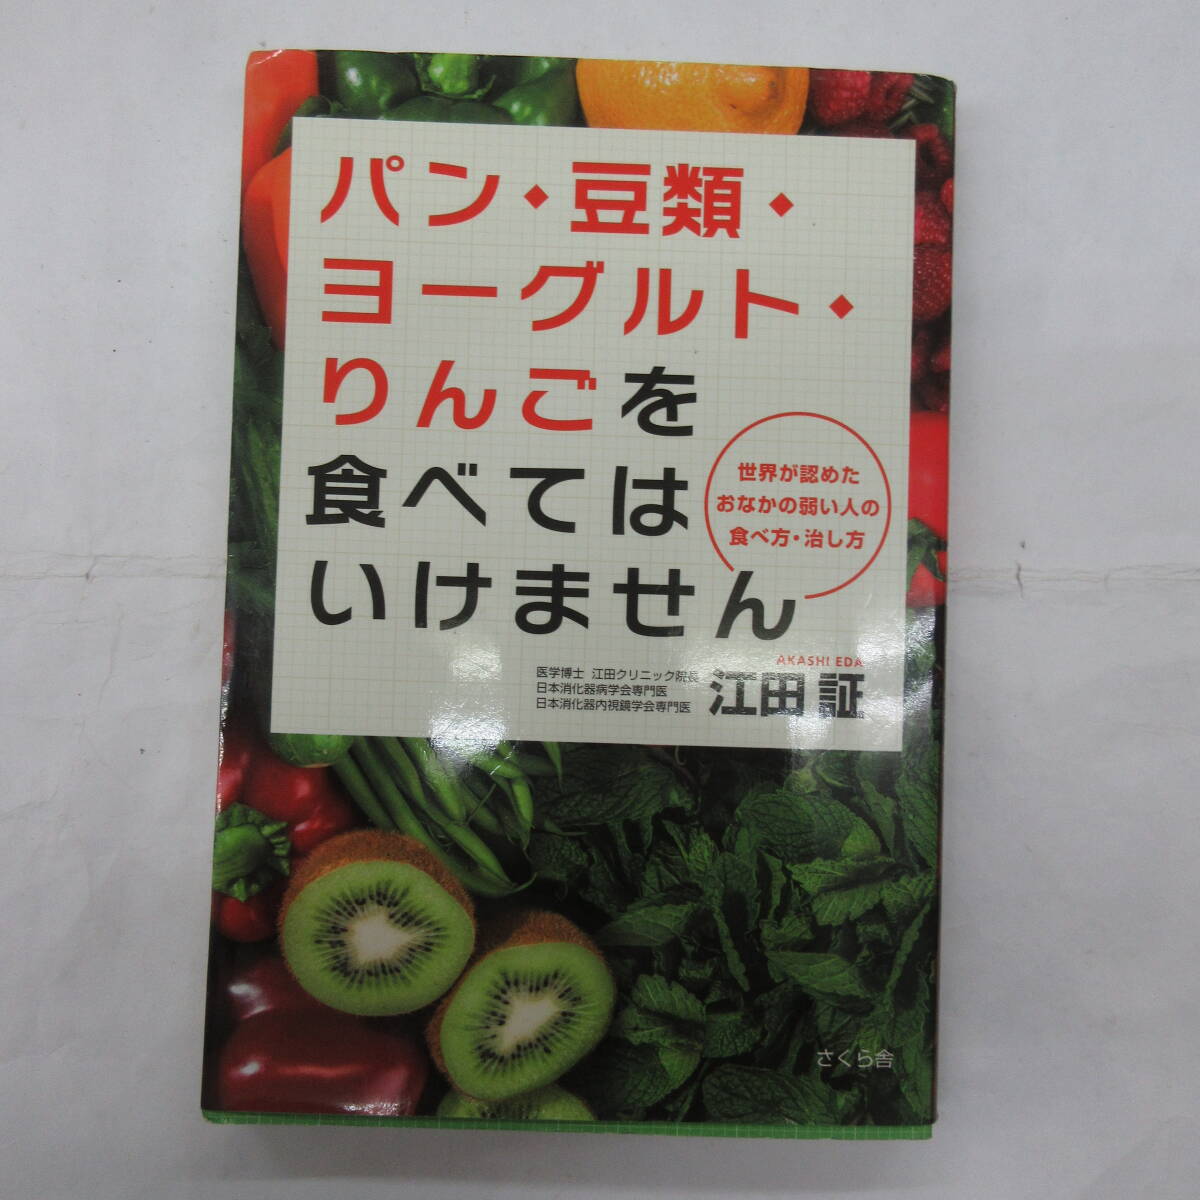 パン・豆類・
ヨーグルト・
りんごを
食べては
いけません
世界が認めた
おなかの弱い人の
食べ方・治し方
AKASHI EDA
医学博士 江田クリニック院長
日本消化器病学会専門医
日本消化器内視鏡学会専門医
江田 証
さくら舎